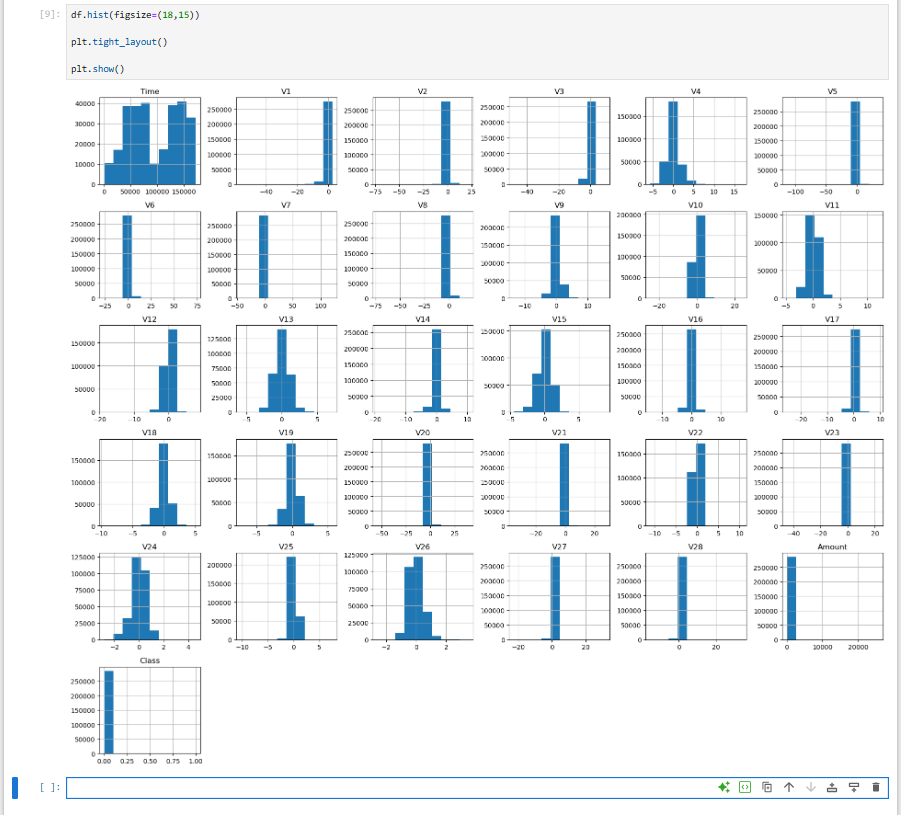 [9]:
df.hist(figsize=(18,15))
plt.tight_layout()
plt.show()
Time V1 V2 V3 V4 V5
40000 30000 20000 10000 0
0 50000 100000 150000
250000 200000 150000 100000 50000 0
−40 −20 0
250000 200000 150000 100000 50000 0
−75 −50 −25 0 25
250000 200000 150000 100000 50000 0
−40 −20 0
150000 100000 50000 0
−5 0 5 10 15
250000 200000 150000 100000 50000 0
−100 −50 0
V6 V7 V8 V9 V10 V11
250000 200000 150000 100000 50000 0
−25 0 25 50 75
250000 200000 150000 100000 50000 0
−50 0 50 100
250000 200000 150000 100000 50000 0
−75 −50 −25 0
200000 150000 100000 50000 0
−10 0 10
200000 150000 100000 50000 0
−20 0 20
150000 100000 50000 0
−5 0 5 10
V12 V13 V14 V15 V16 V17
150000 100000 50000 0
−20 −10 0
125000 100000 75000 50000 25000 0
−5 0 5
250000 200000 150000 100000 50000 0
−20 −10 0 10
150000 100000 50000 0
−5 0 5
250000 200000 150000 100000 50000 0
−10 0 10
250000 200000 150000 100000 50000 0
−20 −10 0 10
V18 V19 V20 V21 V22 V23
150000 100000 50000 0
−10 −5 0 5
150000 100000 50000 0
−5 0 5
250000 200000 150000 100000 50000 0
−50 −25 0 25
250000 200000 150000 100000 50000 0
−20 0 20
150000 100000 50000 0
−10 −5 0 5 10
250000 200000 150000 100000 50000 0
−40 −20 0 20
V24 V25 V26 V27 V28 Amount
125000 100000 75000 50000 25000 0
−2 0 2 4
200000 150000 100000 50000 0
−10 −5 0 5
125000 100000 75000 50000 25000 0
−2 0 2
250000 200000 150000 100000 50000 0
−20 0 20
250000 200000 150000 100000 50000 0
0 20
250000 200000 150000 100000 50000 0
0 10000 20000
Class
250000 200000 150000 100000 50000 0
0.00 0.25 0.50 0.75 1.00
[ ]: